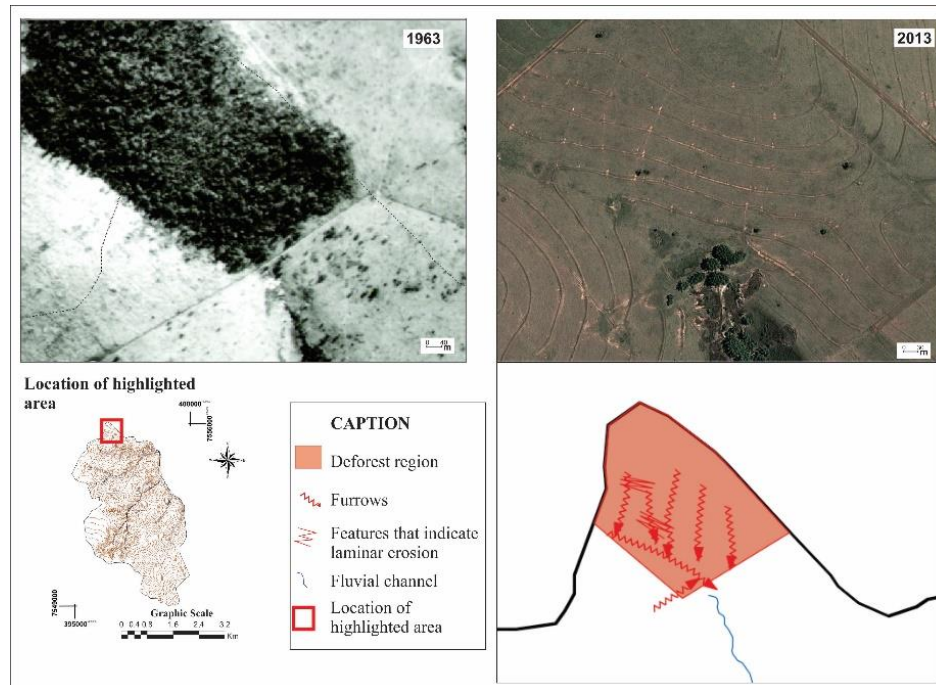 1963
2013
0 40
m
m
Location of highlighted
area
400000
7550000
7549000
395000
Graphic Scale
0 0.4 0.8 1.6 2.4 3.2
Km
CAPTION
Deforest region
Furrows
Features that indicate
laminar erosion
Fluvial channel
Location of
highlighted area